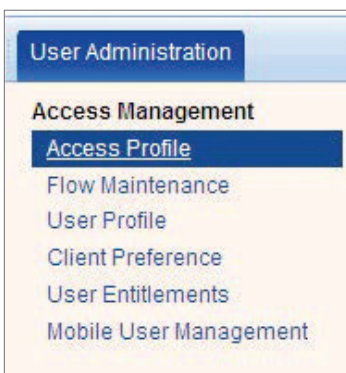 User Administration
Access Management
Access Profile
Flow Maintenance
User Profile
Client Preference
User Entitlements
Mobile User Management